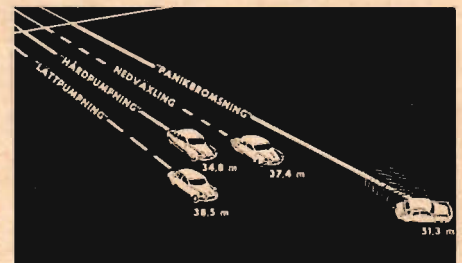 PANIKBROMSNING
NEDVÄXLING
HÅRDPUMPNING
LÄTTPUMPNING
34,8 m
37,4 m
38,5 m
51,3 m